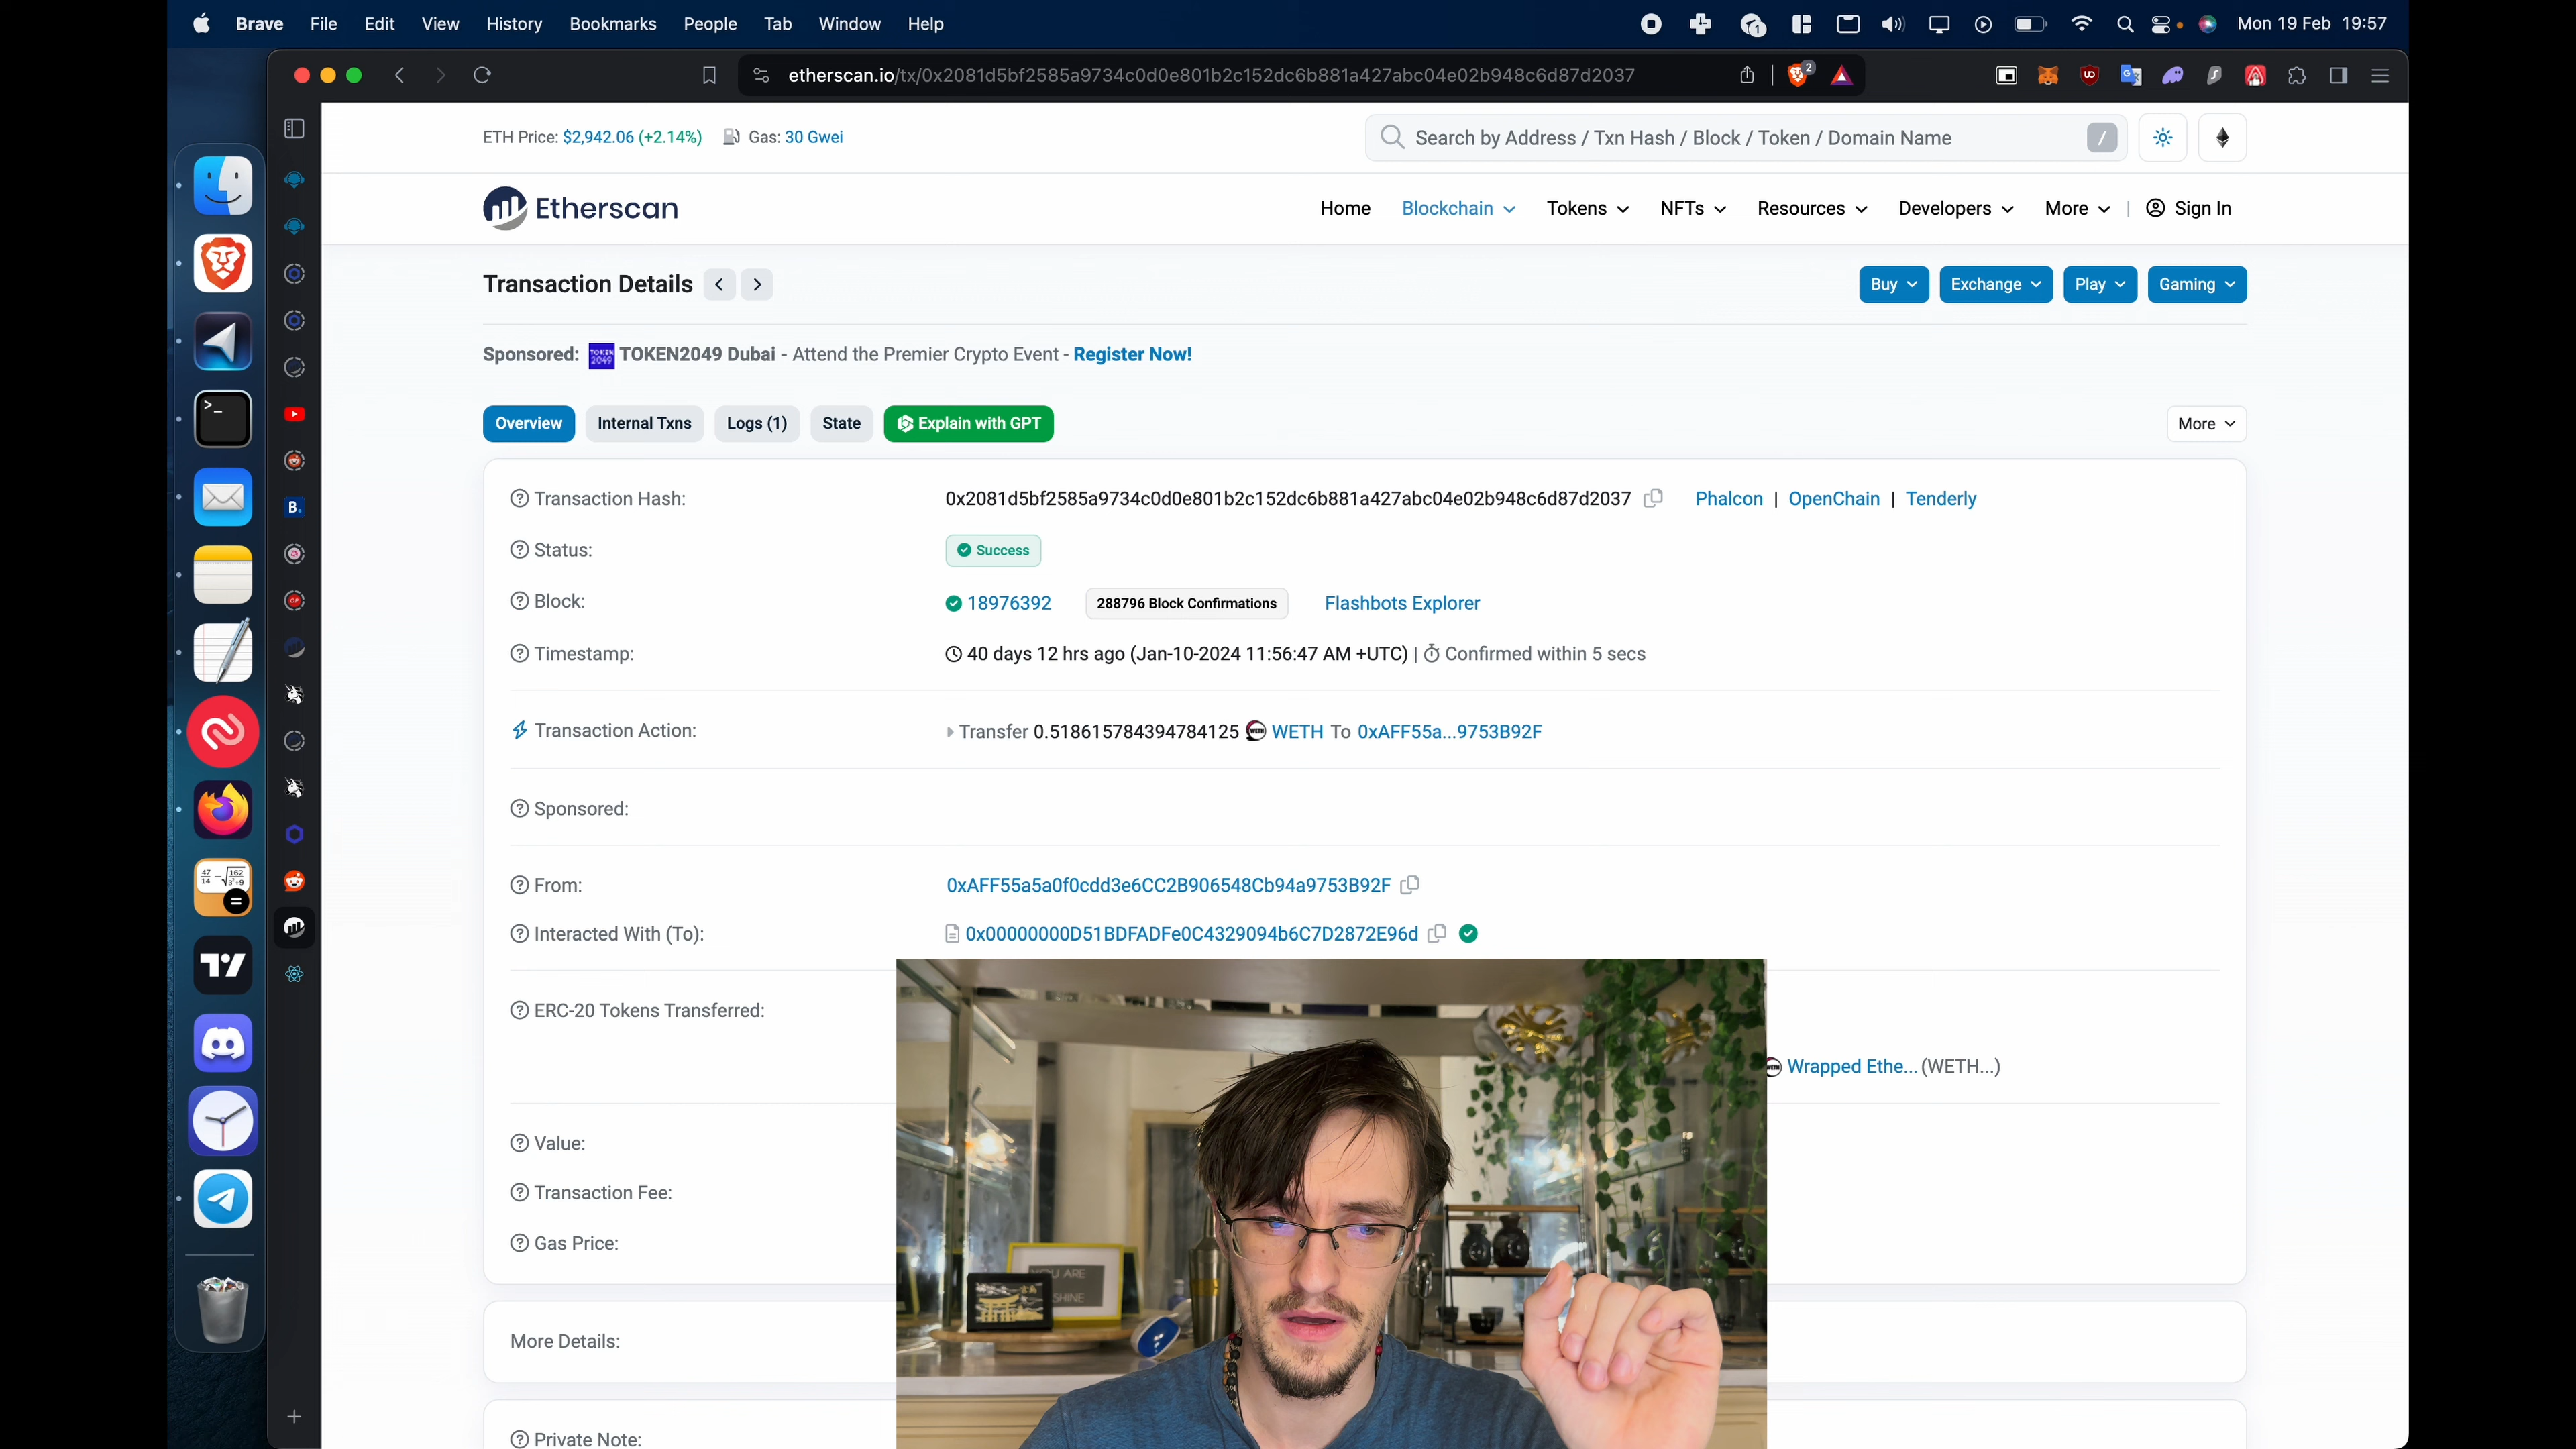 Brave File Edit View History Bookmarks People Tab Window Help
1
Mon 19 Feb 19:57
etherscan.io/tx/0x2081d5bf2585a9734c0d0e801b2c152dc6b881a427abc04e02b948c6d87d2037
2
ETH Price: $2,942.06 (+2.14%) Gas: 30 Gwei
Search by Address / Txn Hash / Block / Token / Domain Name
/
Etherscan
Home Blockchain Tokens NFTs Resources Developers More | Sign In
Transaction Details
Buy Exchange Play Gaming
Sponsored: TOKEN2049 Dubai - Attend the Premier Crypto Event - Register Now!
Overview Internal Txns Logs (1) State Explain with GPT
More
Transaction Hash: 0x2081d5bf2585a9734c0d0e801b2c152dc6b881a427abc04e02b948c6d87d2037 Phalcon | OpenChain | Tenderly
Status: Success
Block: 18976392 288796 Block Confirmations Flashbots Explorer
Timestamp: 40 days 12 hrs ago (Jan-10-2024 11:56:47 AM +UTC) | Confirmed within 5 secs
Transaction Action: Transfer 0.518615784394784125 WETH To 0xAFF55a...9753B92F
Sponsored:
From: 0xAFF55a5a0f0cdd3e6CC2B906548Cb94a9753B92F
Interacted With (To): 0x00000000D51BDFADFe0C4329094b6C7D2872E96d
ERC-20 Tokens Transferred:
Wrapped Ethe... (WETH...)
Value:
Transaction Fee:
Gas Price:
More Details:
Private Note:
YOU ARE
SHINE